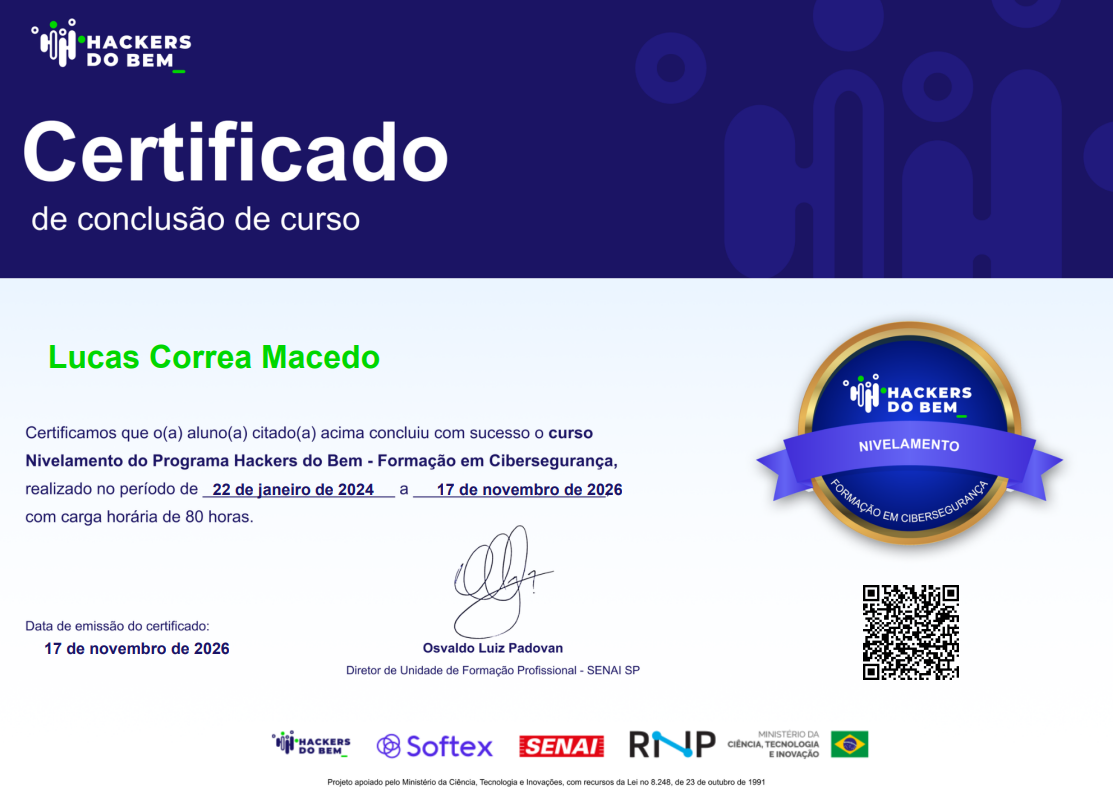 HACKERS
DO BEM_
Certificado
de conclusão de curso
Lucas Correa Macedo
Certificamos que o(a) aluno(a) citado(a) acima concluiu com sucesso o curso
Nivelamento do Programa Hackers do Bem - Formação em Cibersegurança,
realizado no período de 22 de janeiro de 2024 a 17 de novembro de 2026
com carga horária de 80 horas.
HACKERS
DO BEM_
NIVELAMENTO
FORMAÇÃO EM CIBERSEGURANÇA
Data de emissão do certificado:
17 de novembro de 2026
Osvaldo Luiz Padovan
Diretor de Unidade de Formação Profissional - SENAI SP
HACKERS
DO BEM_
Softex
SENAI
RNP
MINISTÉRIO DA
CIÊNCIA, TECNOLOGIA
E INOVAÇÃO
Projeto apoiado pelo Ministério da Ciência, Tecnologia e Inovações, com recursos da Lei no 8.248, de 23 de outubro de 1991